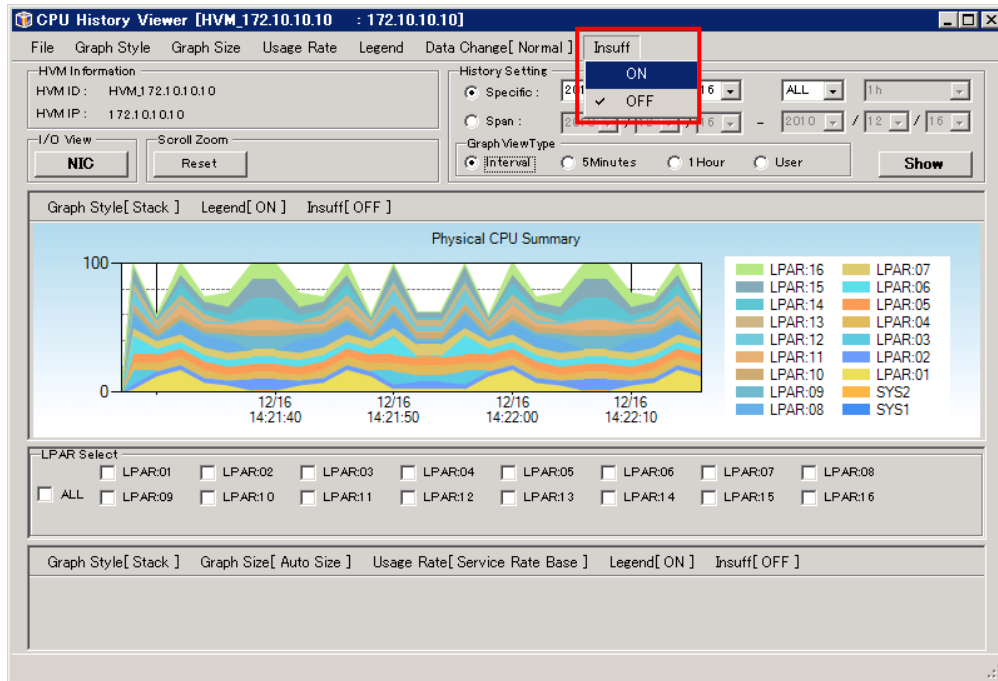 CPU History Viewer [HVM_172.10.10.10 : 172.10.10.10]
File Graph Style Graph Size Usage Rate Legend Data Change[ Normal ] Insuff
ON
OFF
HVM Information
HVM ID : HVM_172.10.10.10
HVM IP : 172.10.10.10
I/O View
NIC
Scroll Zoom
Reset
History Setting
Specific : 16 ALL 1h
Span : 2010 / 12 / 16 - 2010 / 12 / 16
Graph View Type
Interval 5Minutes 1Hour User
Show
Graph Style[ Stack ] Legend[ ON ] Insuff[ OFF ]
Physical CPU Summary
100
0
12/16 12/16 12/16 12/16
14:21:40 14:21:50 14:22:00 14:22:10
LPAR:16 LPAR:07
LPAR:15 LPAR:06
LPAR:14 LPAR:05
LPAR:13 LPAR:04
LPAR:12 LPAR:03
LPAR:11 LPAR:02
LPAR:10 LPAR:01
LPAR:09 SYS2
LPAR:08 SYS1
LPAR Select
LPAR:01 LPAR:02 LPAR:03 LPAR:04 LPAR:05 LPAR:06 LPAR:07 LPAR:08
ALL LPAR:09 LPAR:10 LPAR:11 LPAR:12 LPAR:13 LPAR:14 LPAR:15 LPAR:16
Graph Style[ Stack ] Graph Size[ Auto Size ] Usage Rate[ Service Rate Base ] Legend[ ON ] Insuff[ OFF ]